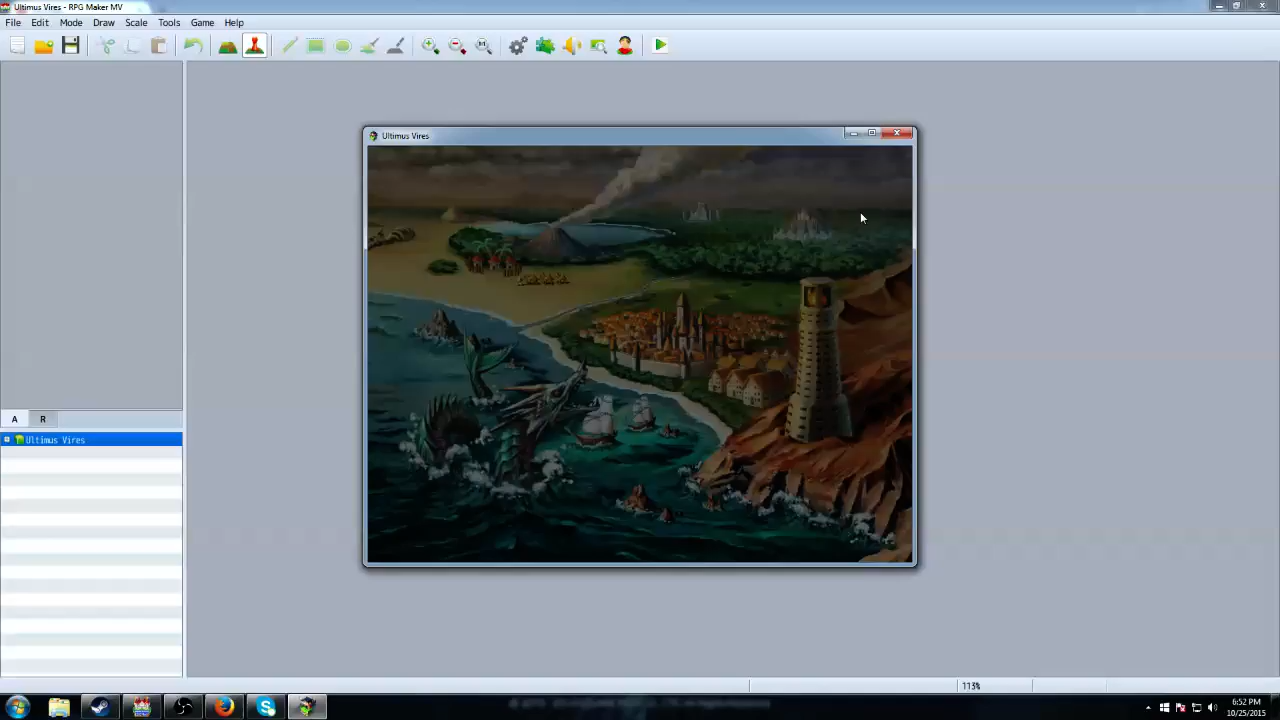 Ultimus Vires - RPG Maker MV
File Edit Mode Draw Scale Tools Game Help
Ultimus Vires
A R
Ultimus Vires
113%
6:52 PM
10/25/2015